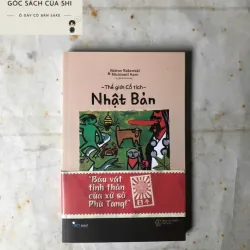 GÓC SÁCH CỦA SHI
Ở ĐÂY CÓ BÁN SÁCH
~Thế giới Cổ tích~
Nhật Bản
"Báu vật
tinh thần
của xứ sở
Phù Tang!"